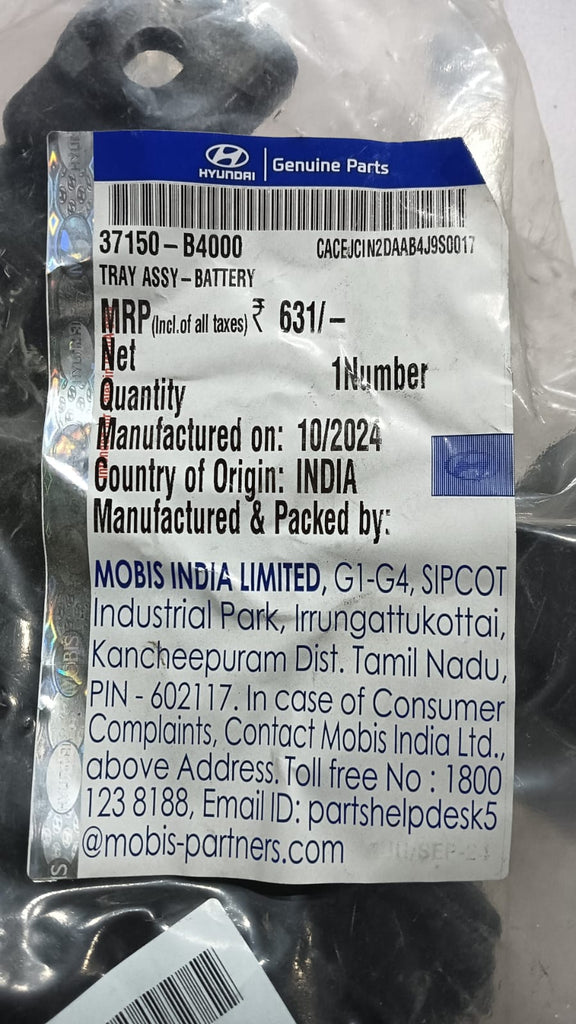 HYUNDAI | Genuine Parts
37150-B4000 CACEJCIN2DAAB4J9S0017
TRAY ASSY-BATTERY
MRP(Incl.of all taxes) ₹ 631/-
Net
Quantity 1Number
Manufactured on: 10/2024
Country of Origin: INDIA
Manufactured & Packed by:
MOBIS INDIA LIMITED, G1-G4, SIPCOT
Industrial Park, Irrungattukottai,
Kancheepuram Dist. Tamil Nadu,
PIN - 602117. In case of Consumer
Complaints, Contact Mobis India Ltd.,
above Address. Toll free No : 1800
123 8188, Email ID: partshelpdesk5
@mobis-partners.com
MOBIS